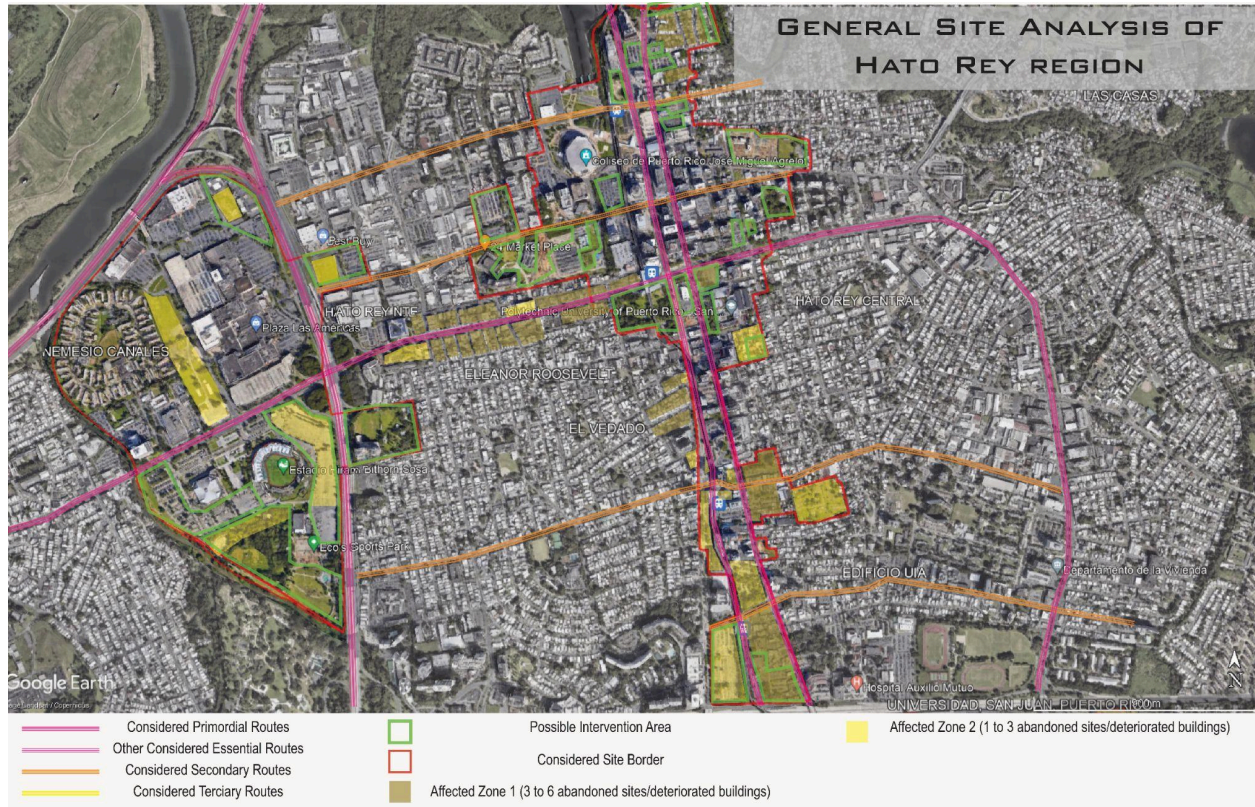 GENERAL SITE ANALYSIS OF
HATO REY REGION
LAS CASAS
Coliseo de Puerto Rico José Miguel Agrelot
Best Buy
Market Place
HATO REY NTE
Polytechnic University of Puerto Rico, San
HATO REY CENTRAL
Plaza Las Américas
NEMESIO CANALES
ELEANOR ROOSEVELT
EL VEDADO
Estadio Hiram Bithorn Sosa
Eco's Sports Park
EDIFICIO UIA
Departamento de la Vivienda
N
Google Earth
Hospital Auxilio Mutuo
/ Copernicus
UNIVERSIDAD, SAN JUAN, PUERTO RICO
900 m
Considered Primordial Routes
Other Considered Essential Routes
Considered Secondary Routes
Considered Terciary Routes
Possible Intervention Area
Considered Site Border
Affected Zone 1 (3 to 6 abandoned sites/deteriorated buildings)
Affected Zone 2 (1 to 3 abandoned sites/deteriorated buildings)